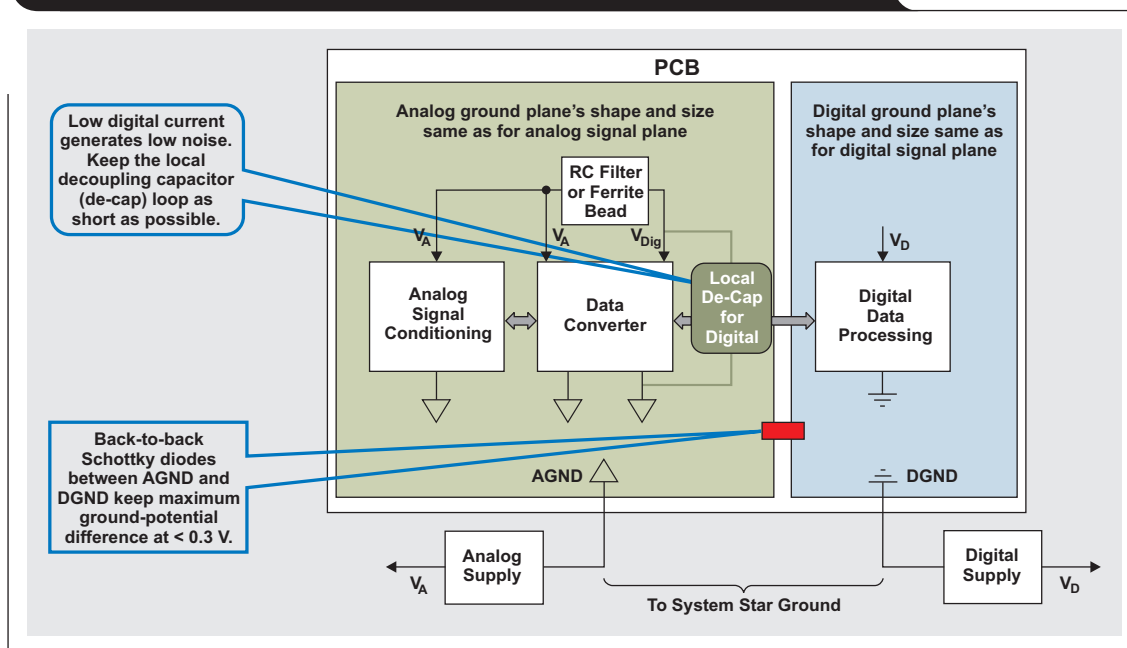 PCB
Low digital current
generates low noise.
Keep the local
decoupling capacitor
(de-cap) loop as
short as possible.
Analog ground plane's shape and size
same as for analog signal plane
Digital ground plane's
shape and size same as
for digital signal plane
RC Filter
or Ferrite
Bead
VA
VA
VDig
VD
Analog
Signal
Conditioning
Data
Converter
Local
De-Cap
for
Digital
Digital
Data
Processing
Back-to-back
Schottky diodes
between AGND and
DGND keep maximum
ground-potential
difference at < 0.3 V.
AGND
DGND
Analog
Supply
VA
Digital
Supply
VD
To System Star Ground